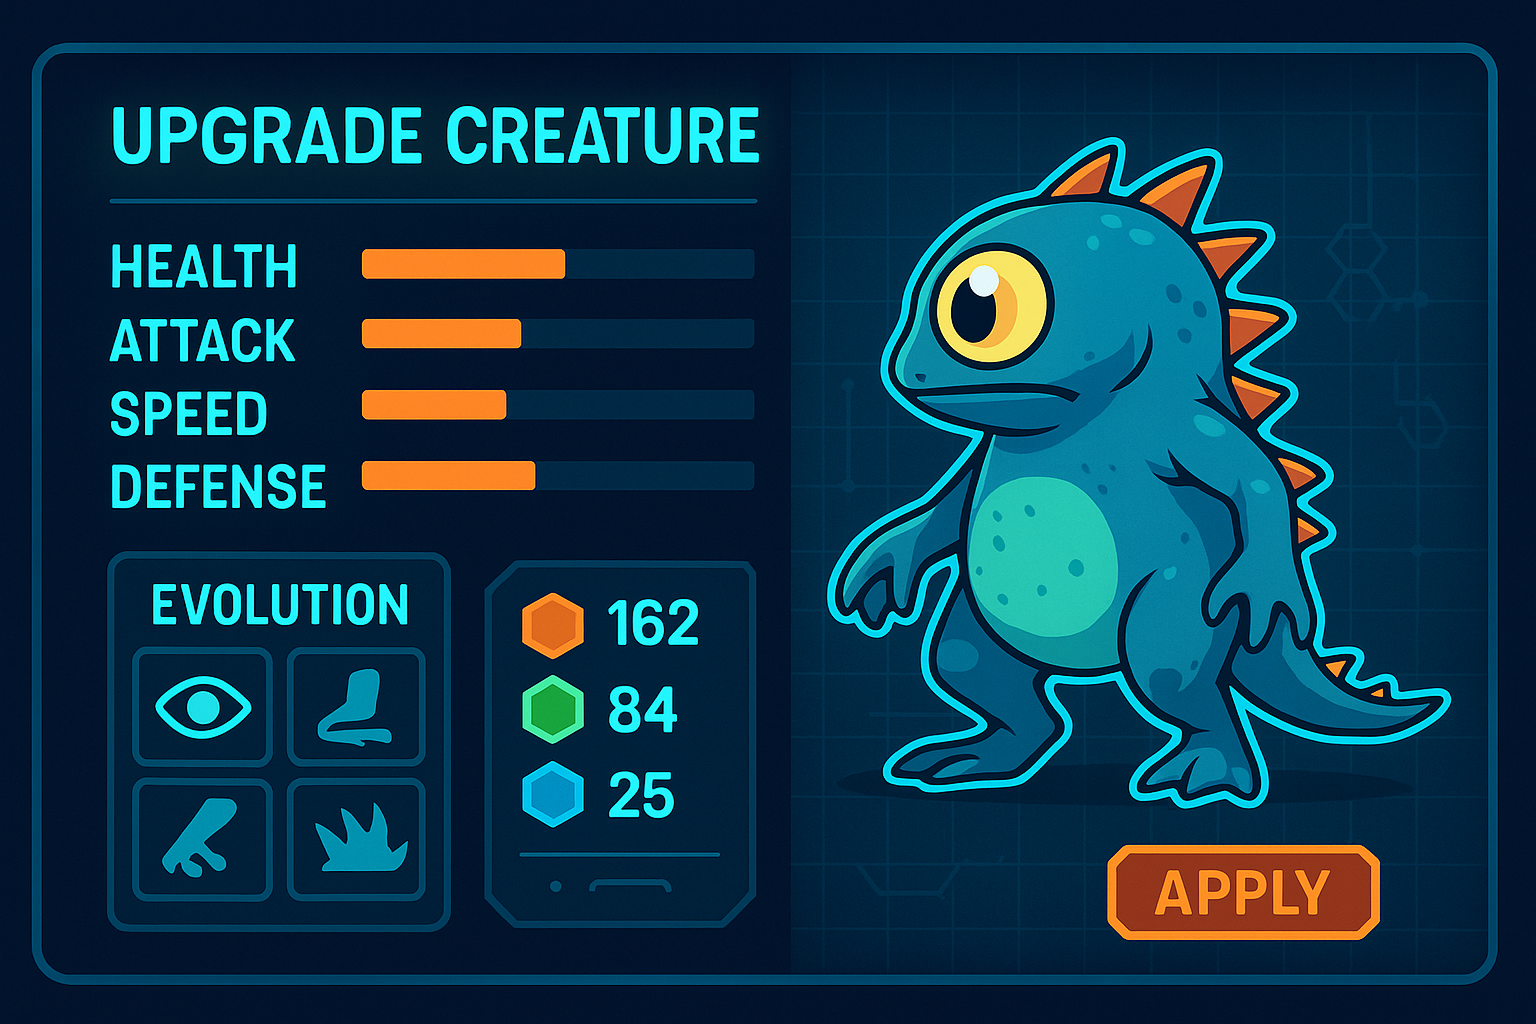 UPGRADE CREATURE
HEALTH
ATTACK
SPEED
DEFENSE
EVOLUTION
162
84
25
APPLY